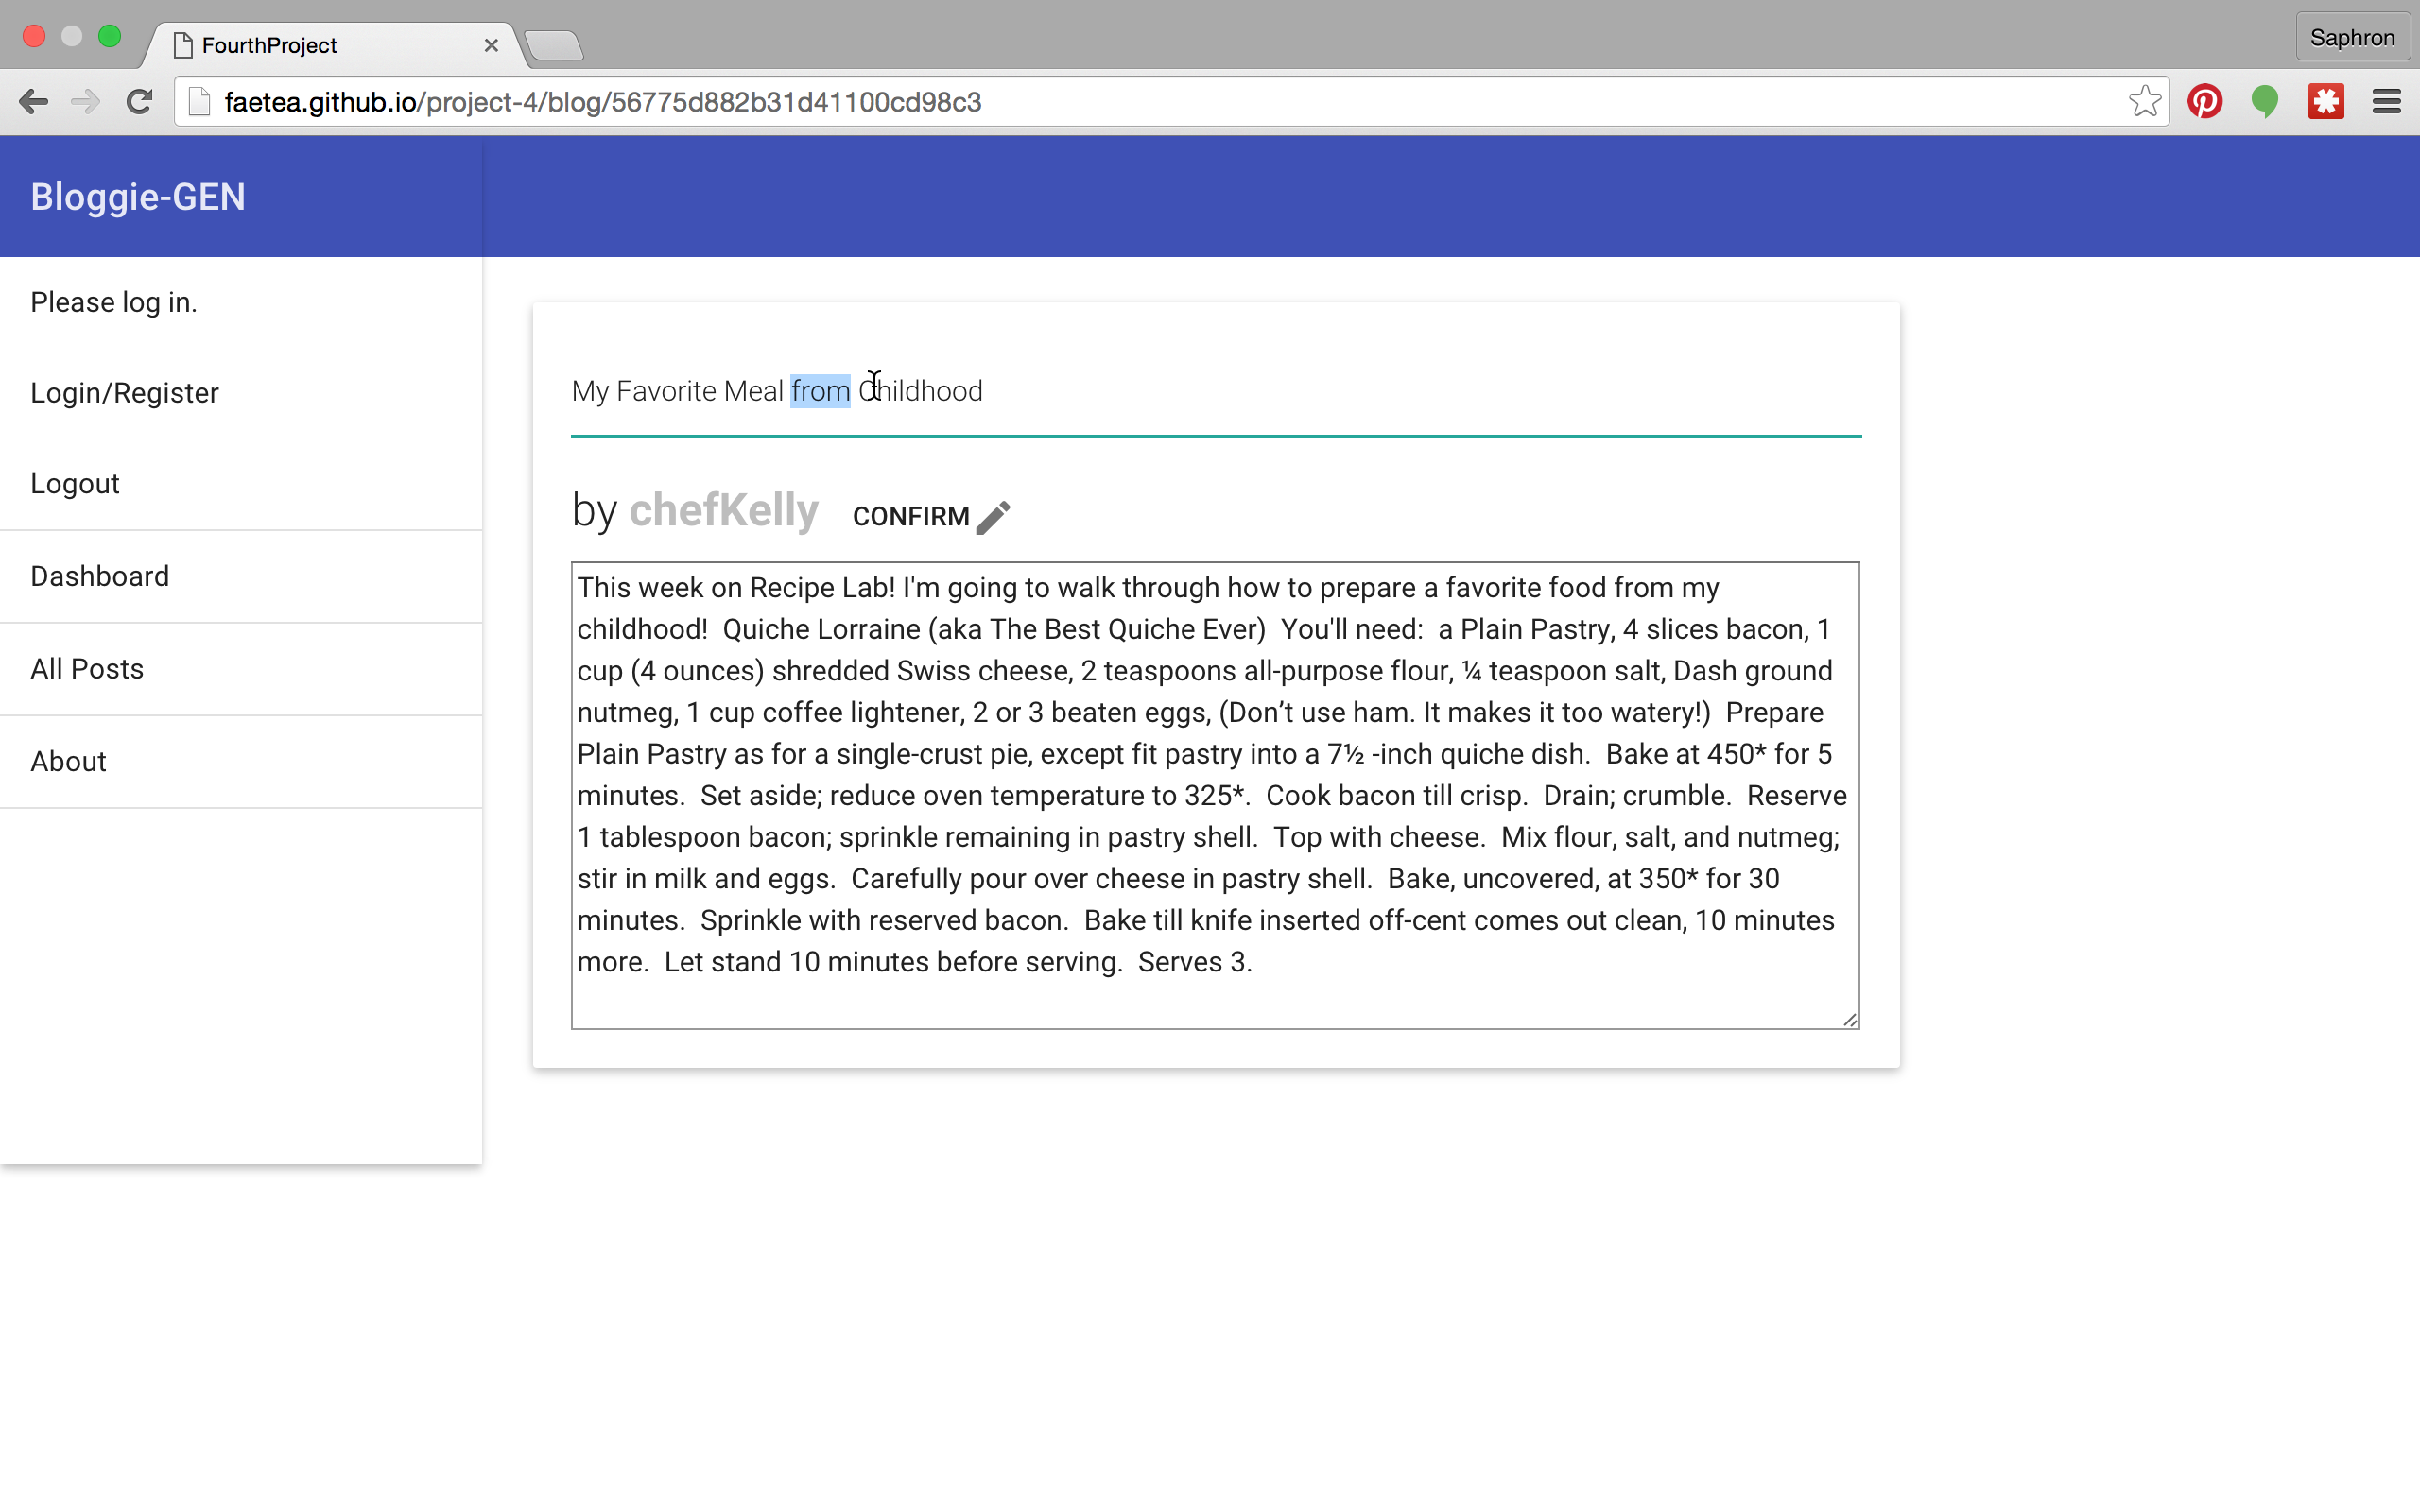 FourthProject
Saphron
faetea.github.io/project-4/blog/56775d882b31d41100cd98c3
Bloggie-GEN
Please log in.
Login/Register
Logout
Dashboard
All Posts
About
My Favorite Meal from Childhood
by chefKelly CONFIRM
This week on Recipe Lab! I'm going to walk through how to prepare a favorite food from my
childhood!  Quiche Lorraine (aka The Best Quiche Ever)  You'll need:  a Plain Pastry, 4 slices bacon, 1
cup (4 ounces) shredded Swiss cheese, 2 teaspoons all-purpose flour, ¼ teaspoon salt, Dash ground
nutmeg, 1 cup coffee lightener, 2 or 3 beaten eggs, (Don’t use ham. It makes it too watery!)  Prepare
Plain Pastry as for a single-crust pie, except fit pastry into a 7½ -inch quiche dish.  Bake at 450* for 5
minutes.  Set aside; reduce oven temperature to 325*.  Cook bacon till crisp.  Drain; crumble.  Reserve
1 tablespoon bacon; sprinkle remaining in pastry shell.  Top with cheese.  Mix flour, salt, and nutmeg;
stir in milk and eggs.  Carefully pour over cheese in pastry shell.  Bake, uncovered, at 350* for 30
minutes.  Sprinkle with reserved bacon.  Bake till knife inserted off-cent comes out clean, 10 minutes
more.  Let stand 10 minutes before serving.  Serves 3.